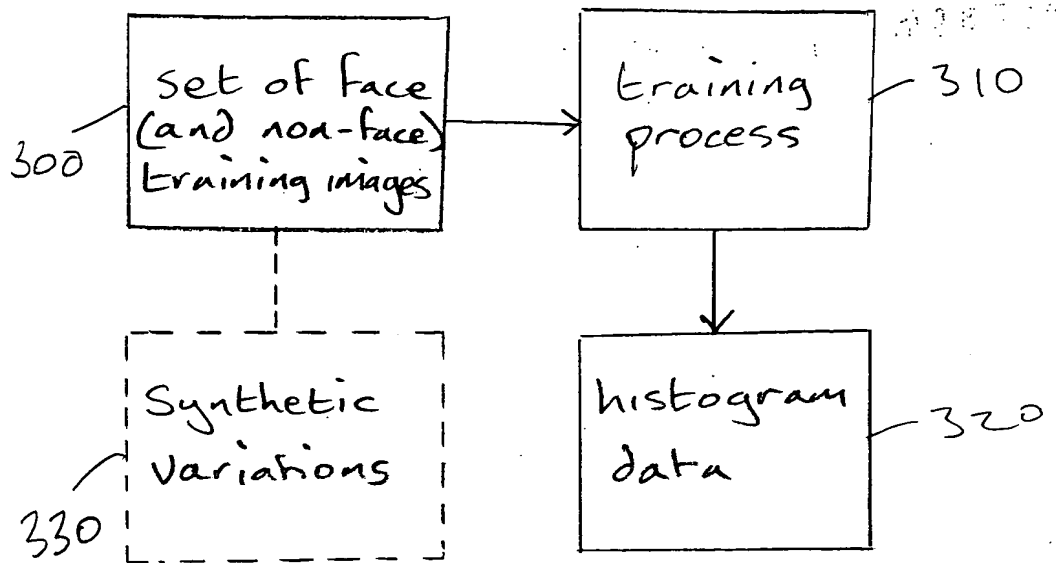 set of face
(and non-face)
training images
300
training
process
310
Synthetic
variations
330
histogram
data
320